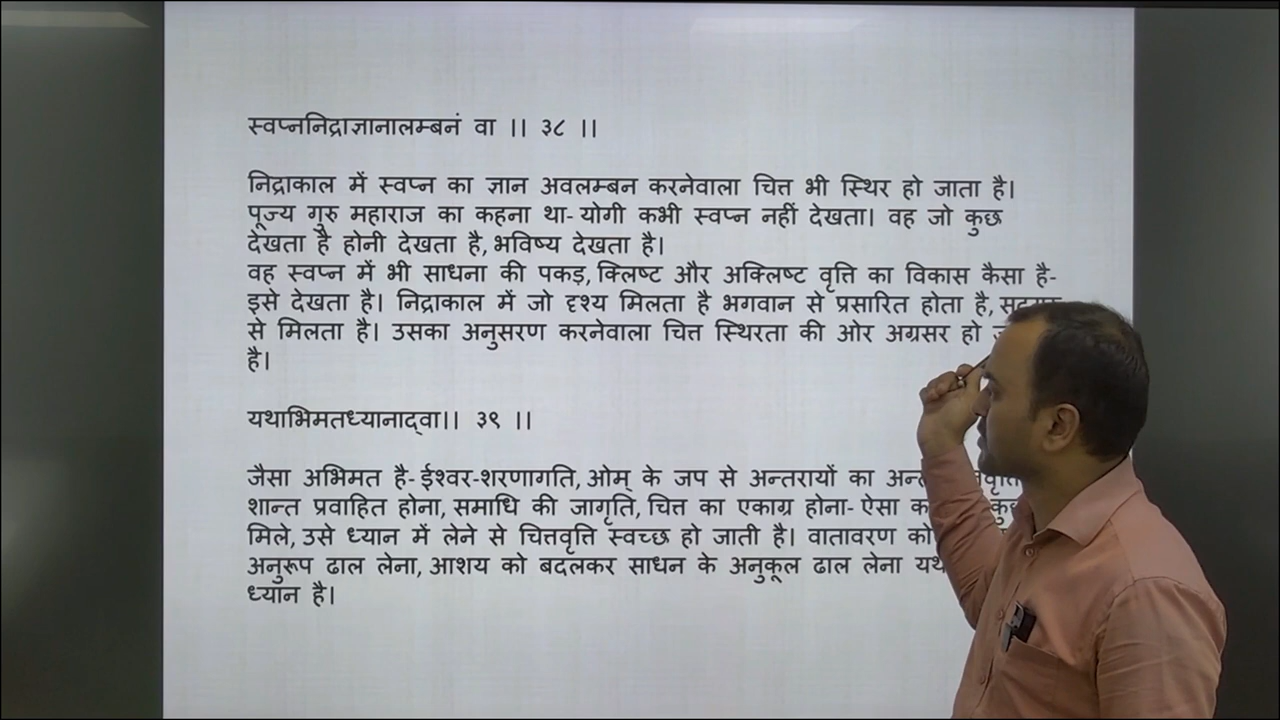 स्वप्ननिद्राज्ञानालम्बनं वा ।। ३८ ।।
निद्राकाल में स्वप्न का ज्ञान अवलम्बन करनेवाला चित्त भी स्थिर हो जाता है।
पूज्य गुरु महाराज का कहना था- योगी कभी स्वप्न नहीं देखता। वह जो कुछ
देखता है होनी देखता है, भविष्य देखता है।
वह स्वप्न में भी साधना की पकड़, क्लिष्ट और अक्लिष्ट वृत्ति का विकास कैसा है-
इसे देखता है। निद्राकाल में जो दृश्य मिलता है भगवान से प्रसारित होता है,
से मिलता है। उसका अनुसरण करनेवाला चित्त स्थिरता की ओर अग्रसर हो
है।
यथाभिमतध्यानाद्वा।। ३९ ।।
जैसा अभिमत है- ईश्वर-शरणागति, ओम् के जप से अन्तरायों का
शान्त प्रवाहित होना, समाधि की जागृति, चित्त का एकाग्र होना- ऐसा
मिले, उसे ध्यान में लेने से चित्तवृत्ति स्वच्छ हो जाती है। वातावरण को
अनुरूप ढाल लेना, आशय को बदलकर साधन के अनुकूल ढाल लेना
ध्यान है।